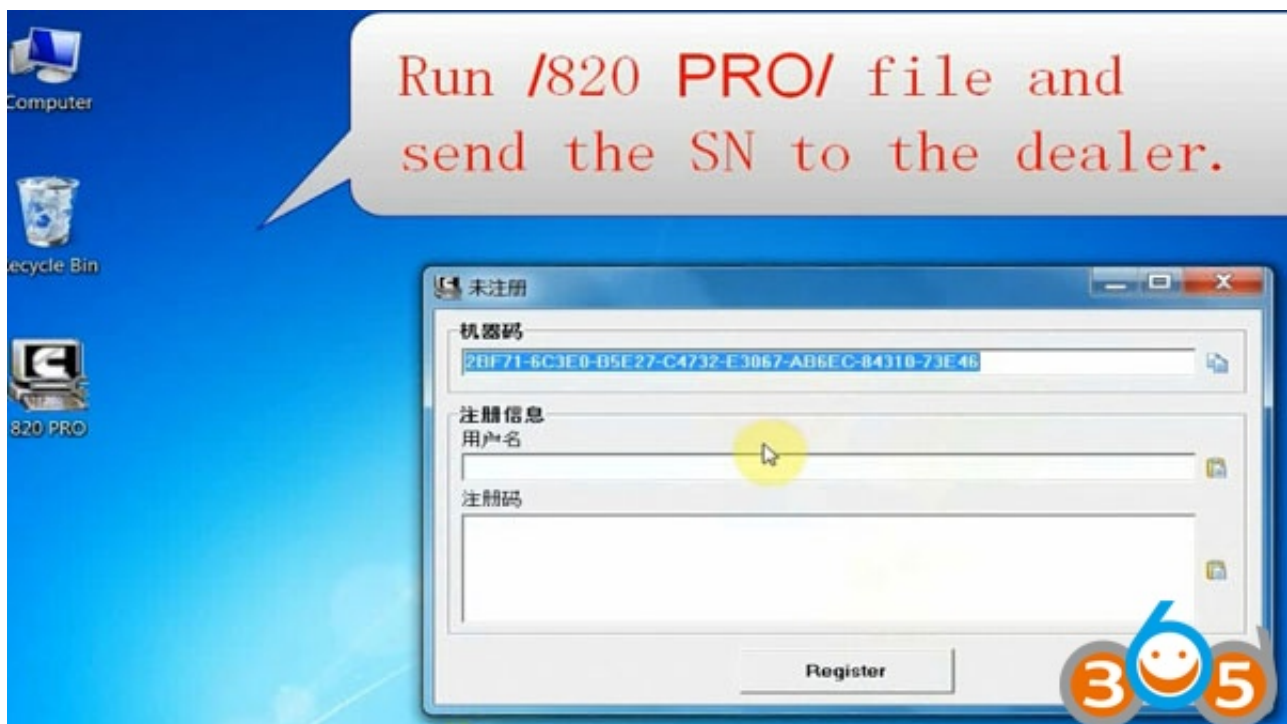 Run /820 PRO/ file and
send the SN to the dealer.
Computer
ecycle Bin
820 PRO
未注册
机器码
2BF71-6C3E0-B5E27-C4732-E3067-AB6EC-84310-73E46
注册信息
用户名
注册码
Register
365